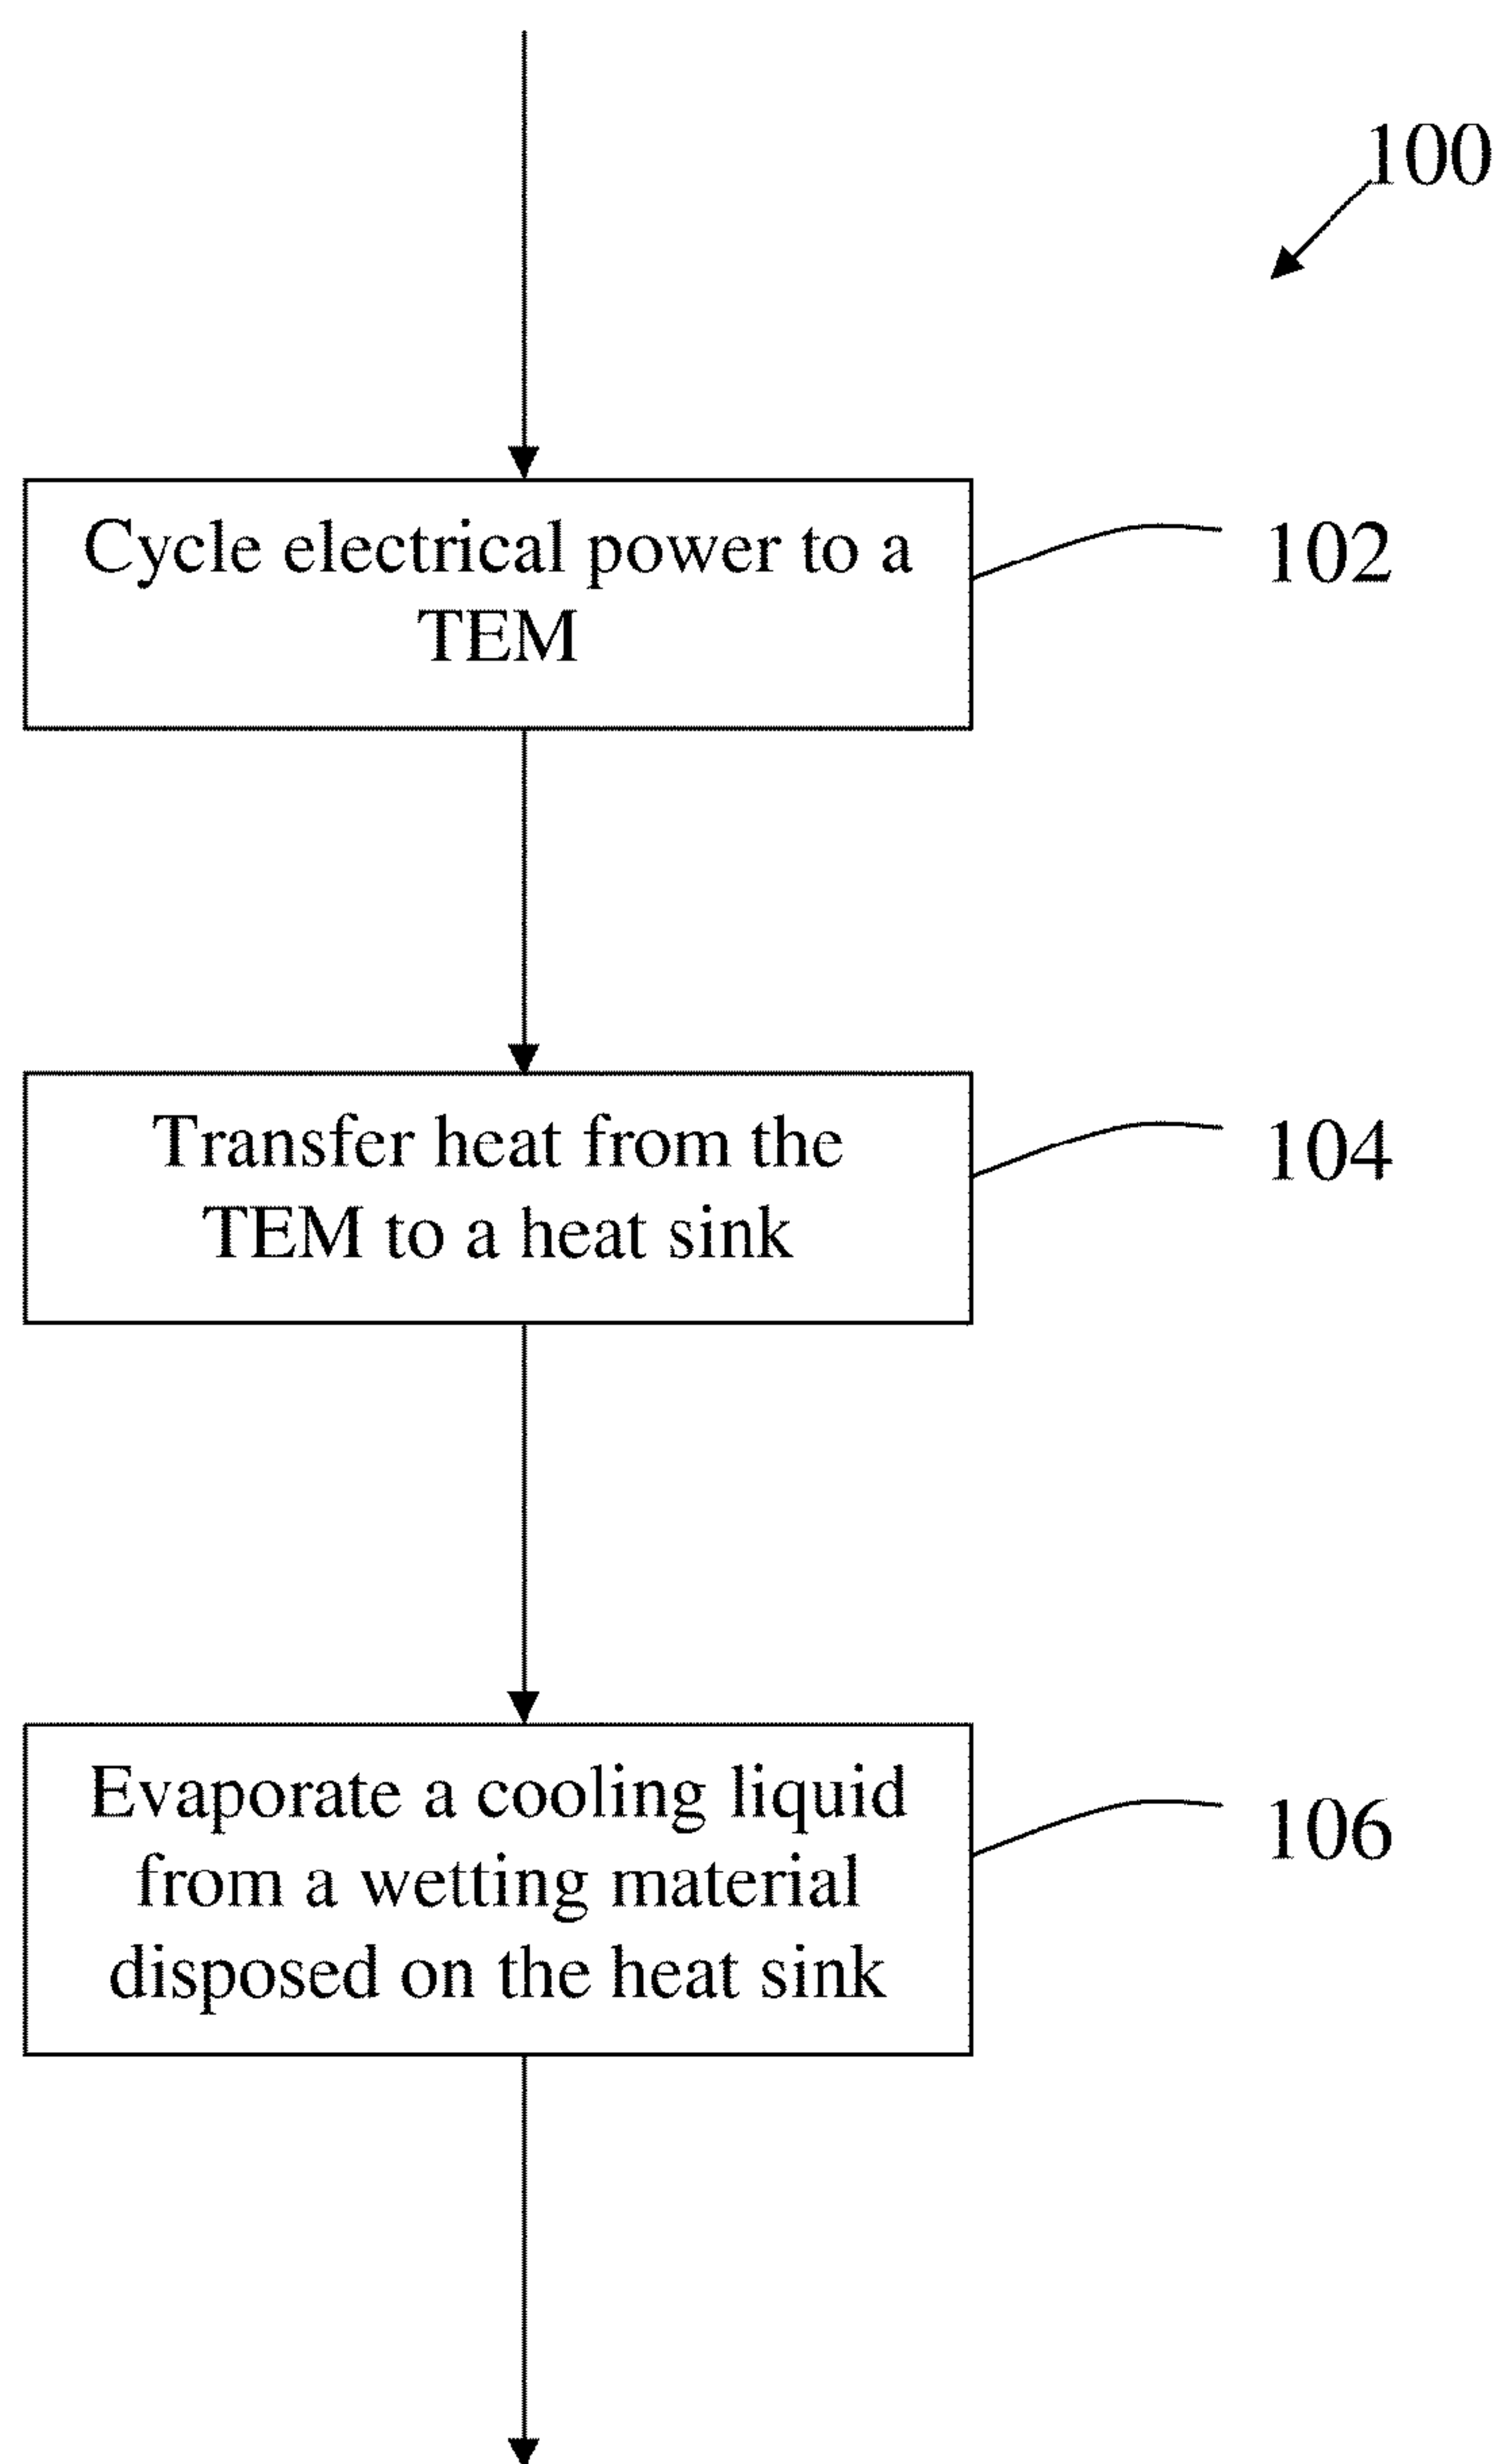 100
Cycle electrical power to a
TEM
102
Transfer heat from the
TEM to a heat sink
104
Evaporate a cooling liquid
from a wetting material
disposed on the heat sink
106